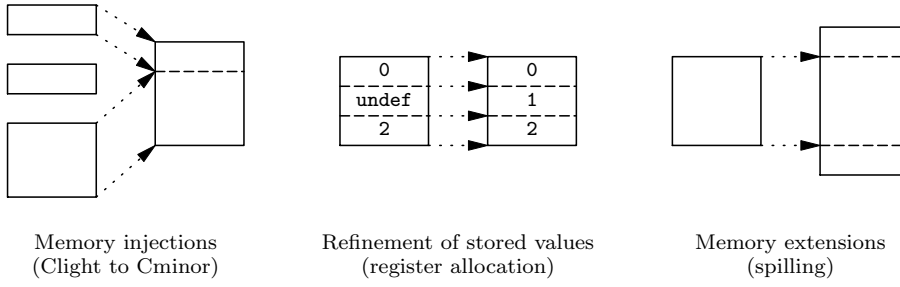 0
undef
2
0
1
2
Memory injections
(Clight to Cminor)
Refinement of stored values
(register allocation)
Memory extensions
(spilling)